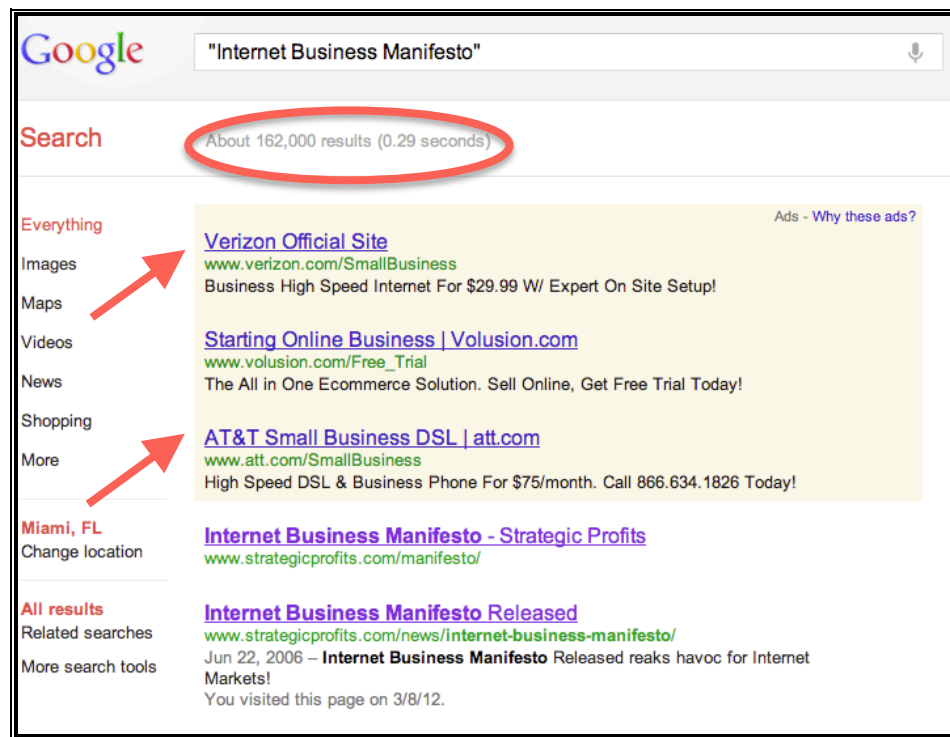 Google
"Internet Business Manifesto"
Search
About 162,000 results (0.29 seconds)
Everything
Images
Maps
Videos
News
Shopping
More
Miami, FL
Change location
All results
Related searches
More search tools
Ads - Why these ads?
Verizon Official Site
www.verizon.com/SmallBusiness
Business High Speed Internet For $29.99 W/ Expert On Site Setup!
Starting Online Business | Volusion.com
www.volusion.com/Free_Trial
The All in One Ecommerce Solution. Sell Online, Get Free Trial Today!
AT&T Small Business DSL | att.com
www.att.com/SmallBusiness
High Speed DSL & Business Phone For $75/month. Call 866.634.1826 Today!
Internet Business Manifesto - Strategic Profits
www.strategicprofits.com/manifesto/
Internet Business Manifesto Released
www.strategicprofits.com/news/internet-business-manifesto/
Jun 22, 2006 – Internet Business Manifesto Released reaks havoc for Internet
Markets!
You visited this page on 3/8/12.